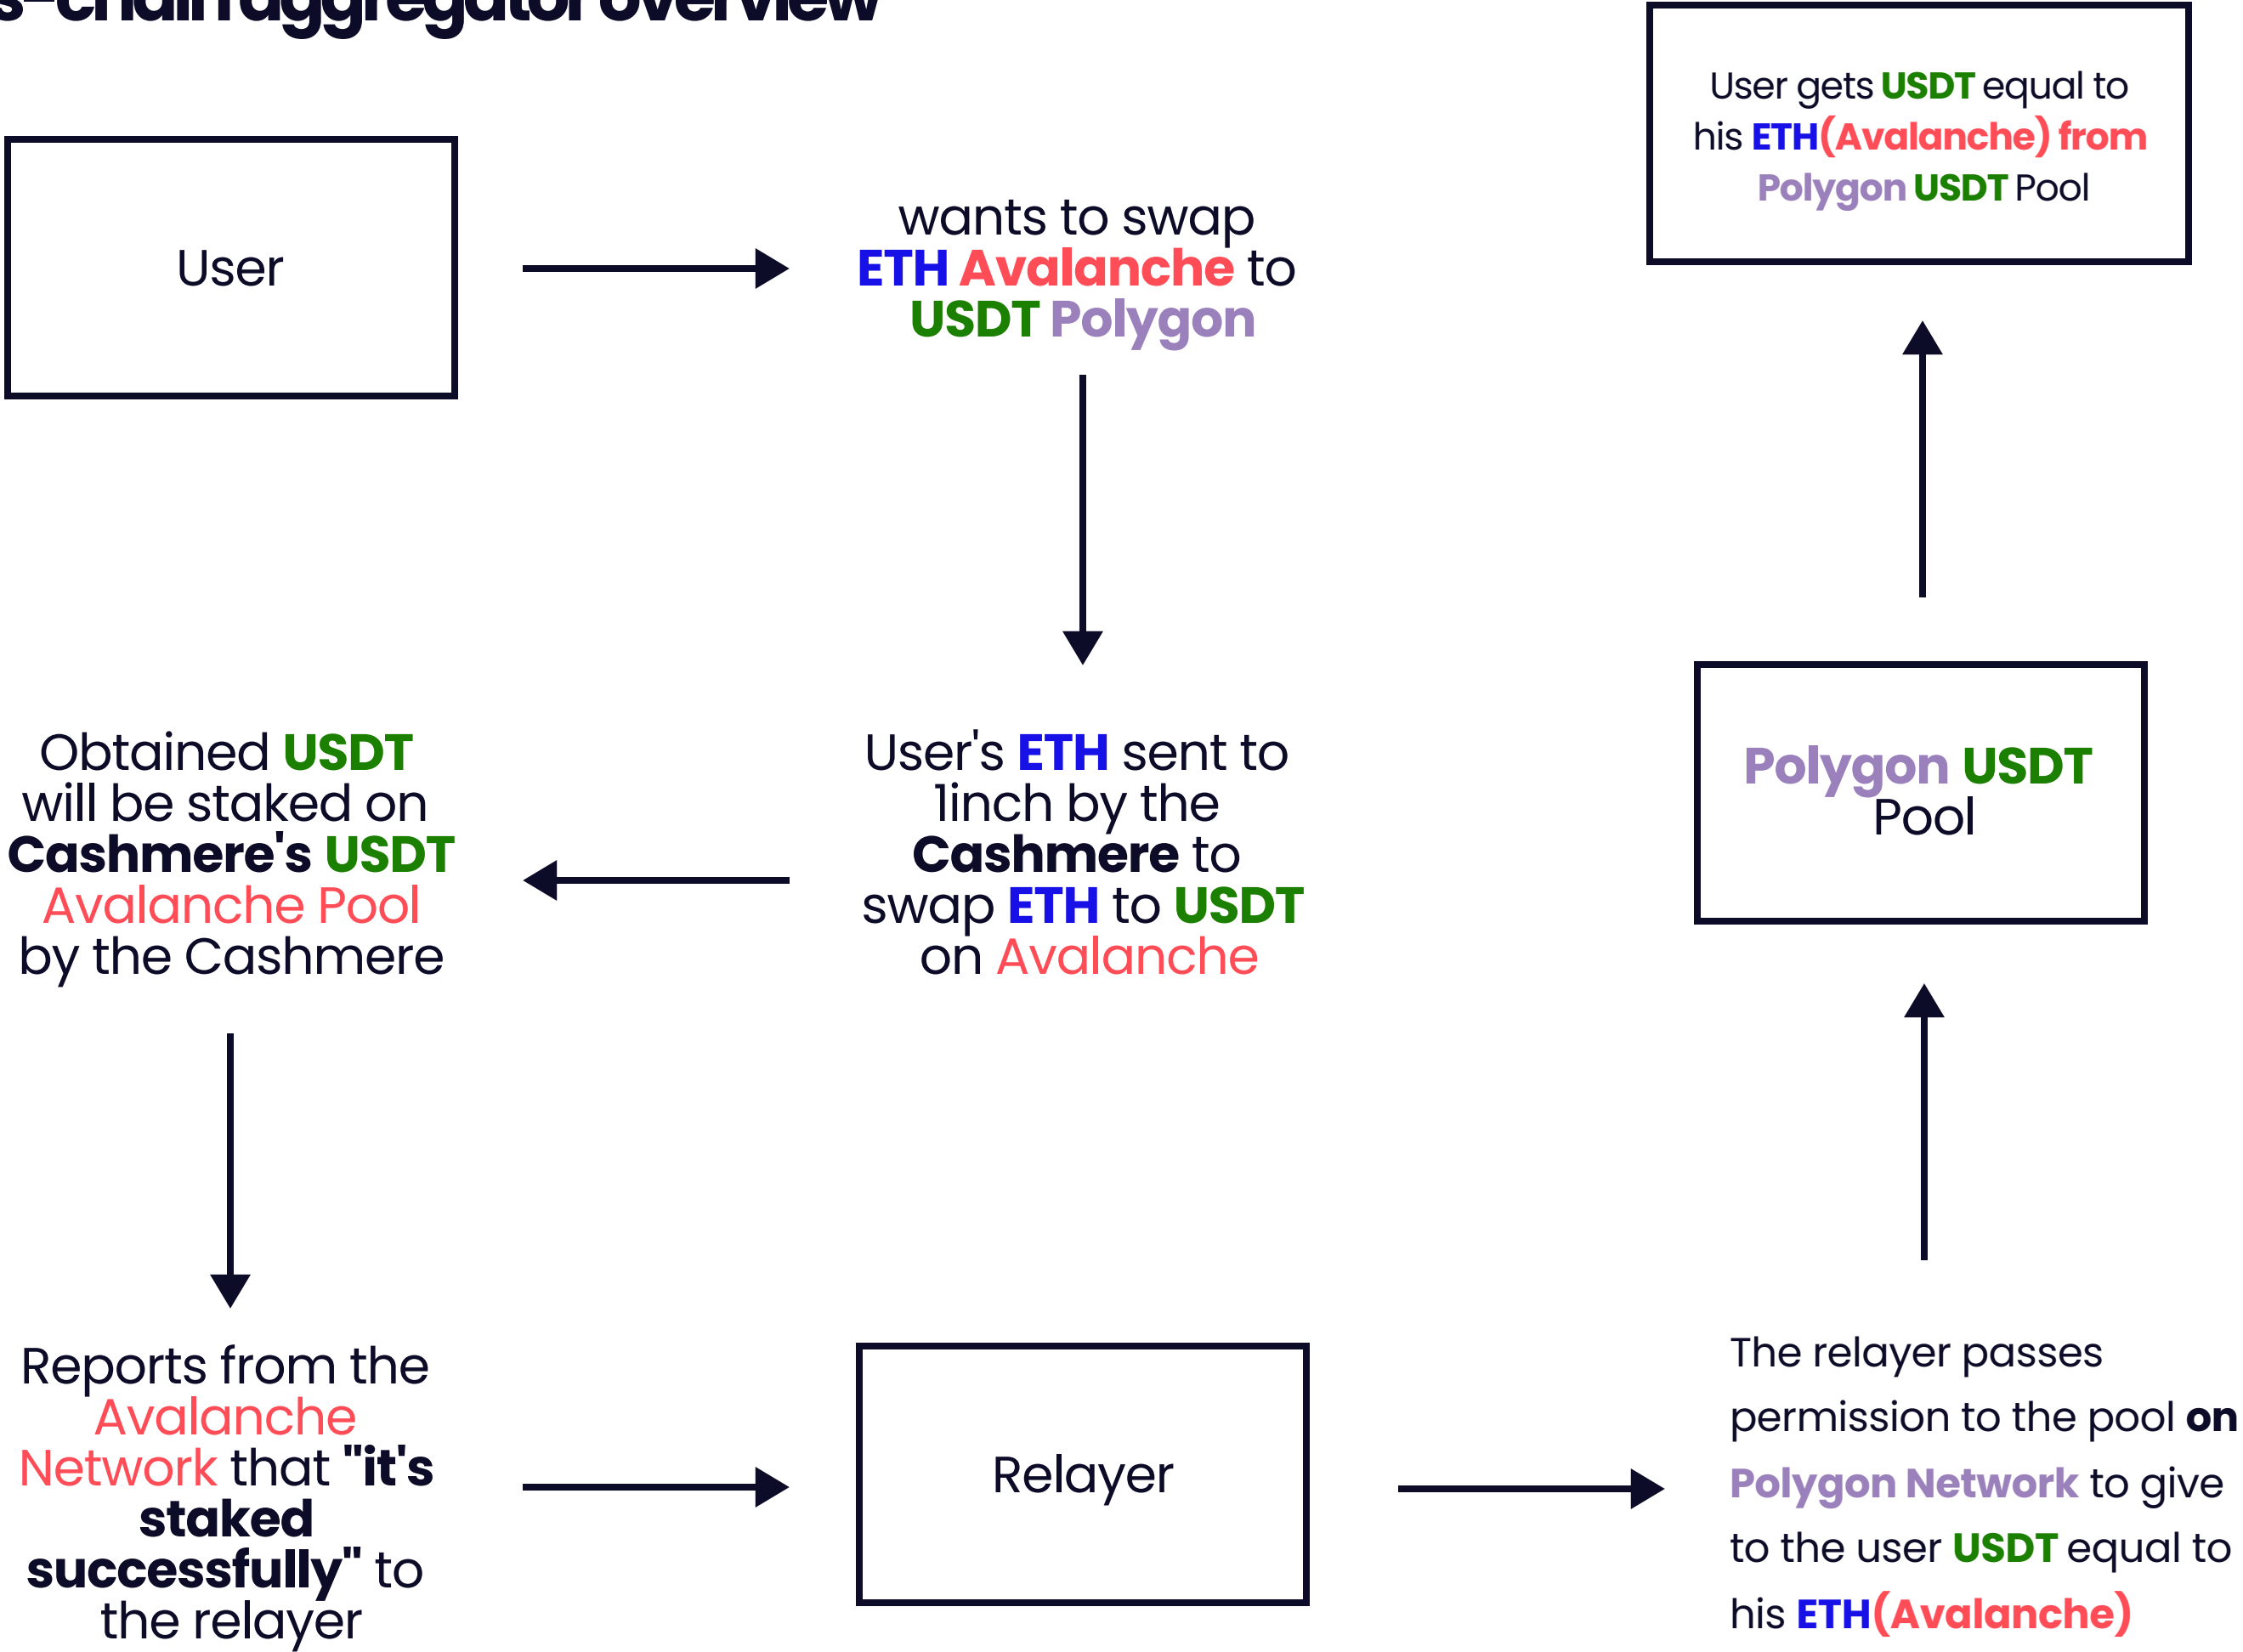 s-chain aggregator overview
User
wants to swap
ETH Avalanche to
USDT Polygon
User gets USDT equal to
his ETH(Avalanche) from
Polygon USDT Pool
Obtained USDT
will be staked on
Cashmere's USDT
Avalanche Pool
by the Cashmere
User's ETH sent to
1inch by the
Cashmere to
swap ETH to USDT
on Avalanche
Polygon USDT
Pool
Reports from the
Avalanche
Network that "it's
staked
successfully" to
the relayer
Relayer
The relayer passes
permission to the pool on
Polygon Network to give
to the user USDT equal to
his ETH(Avalanche)